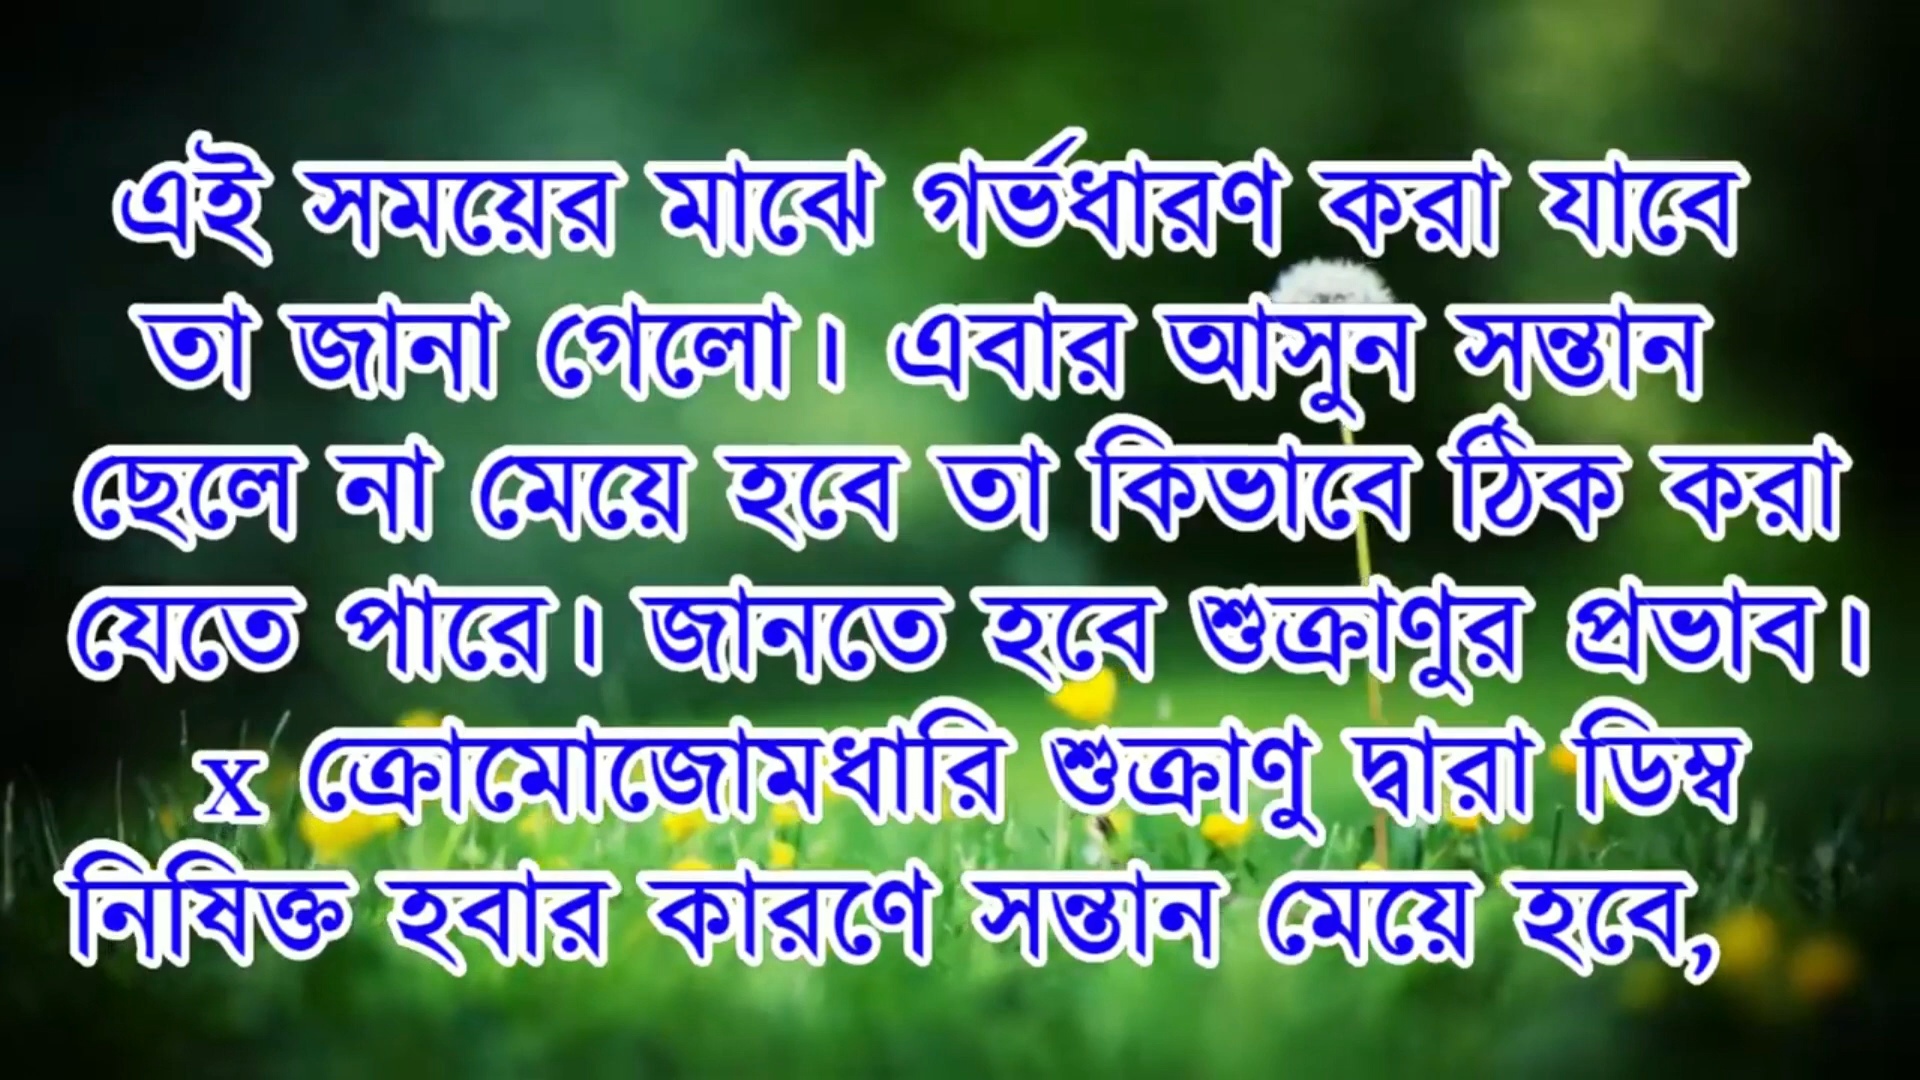 এই সময়ের মাঝে গর্ভধারণ করা যাবে
তা জানা গেলো। এবার আসুন সন্তান
ছেলে না মেয়ে হবে তা কিভাবে ঠিক করা
যেতে পারে। জানতে হবে শুক্রাণুর প্রভাব।
x ক্রোমোজোমধারি শুক্রাণু দ্বারা ডিম্ব
নিষিক্ত হবার কারণে সন্তান মেয়ে হবে,